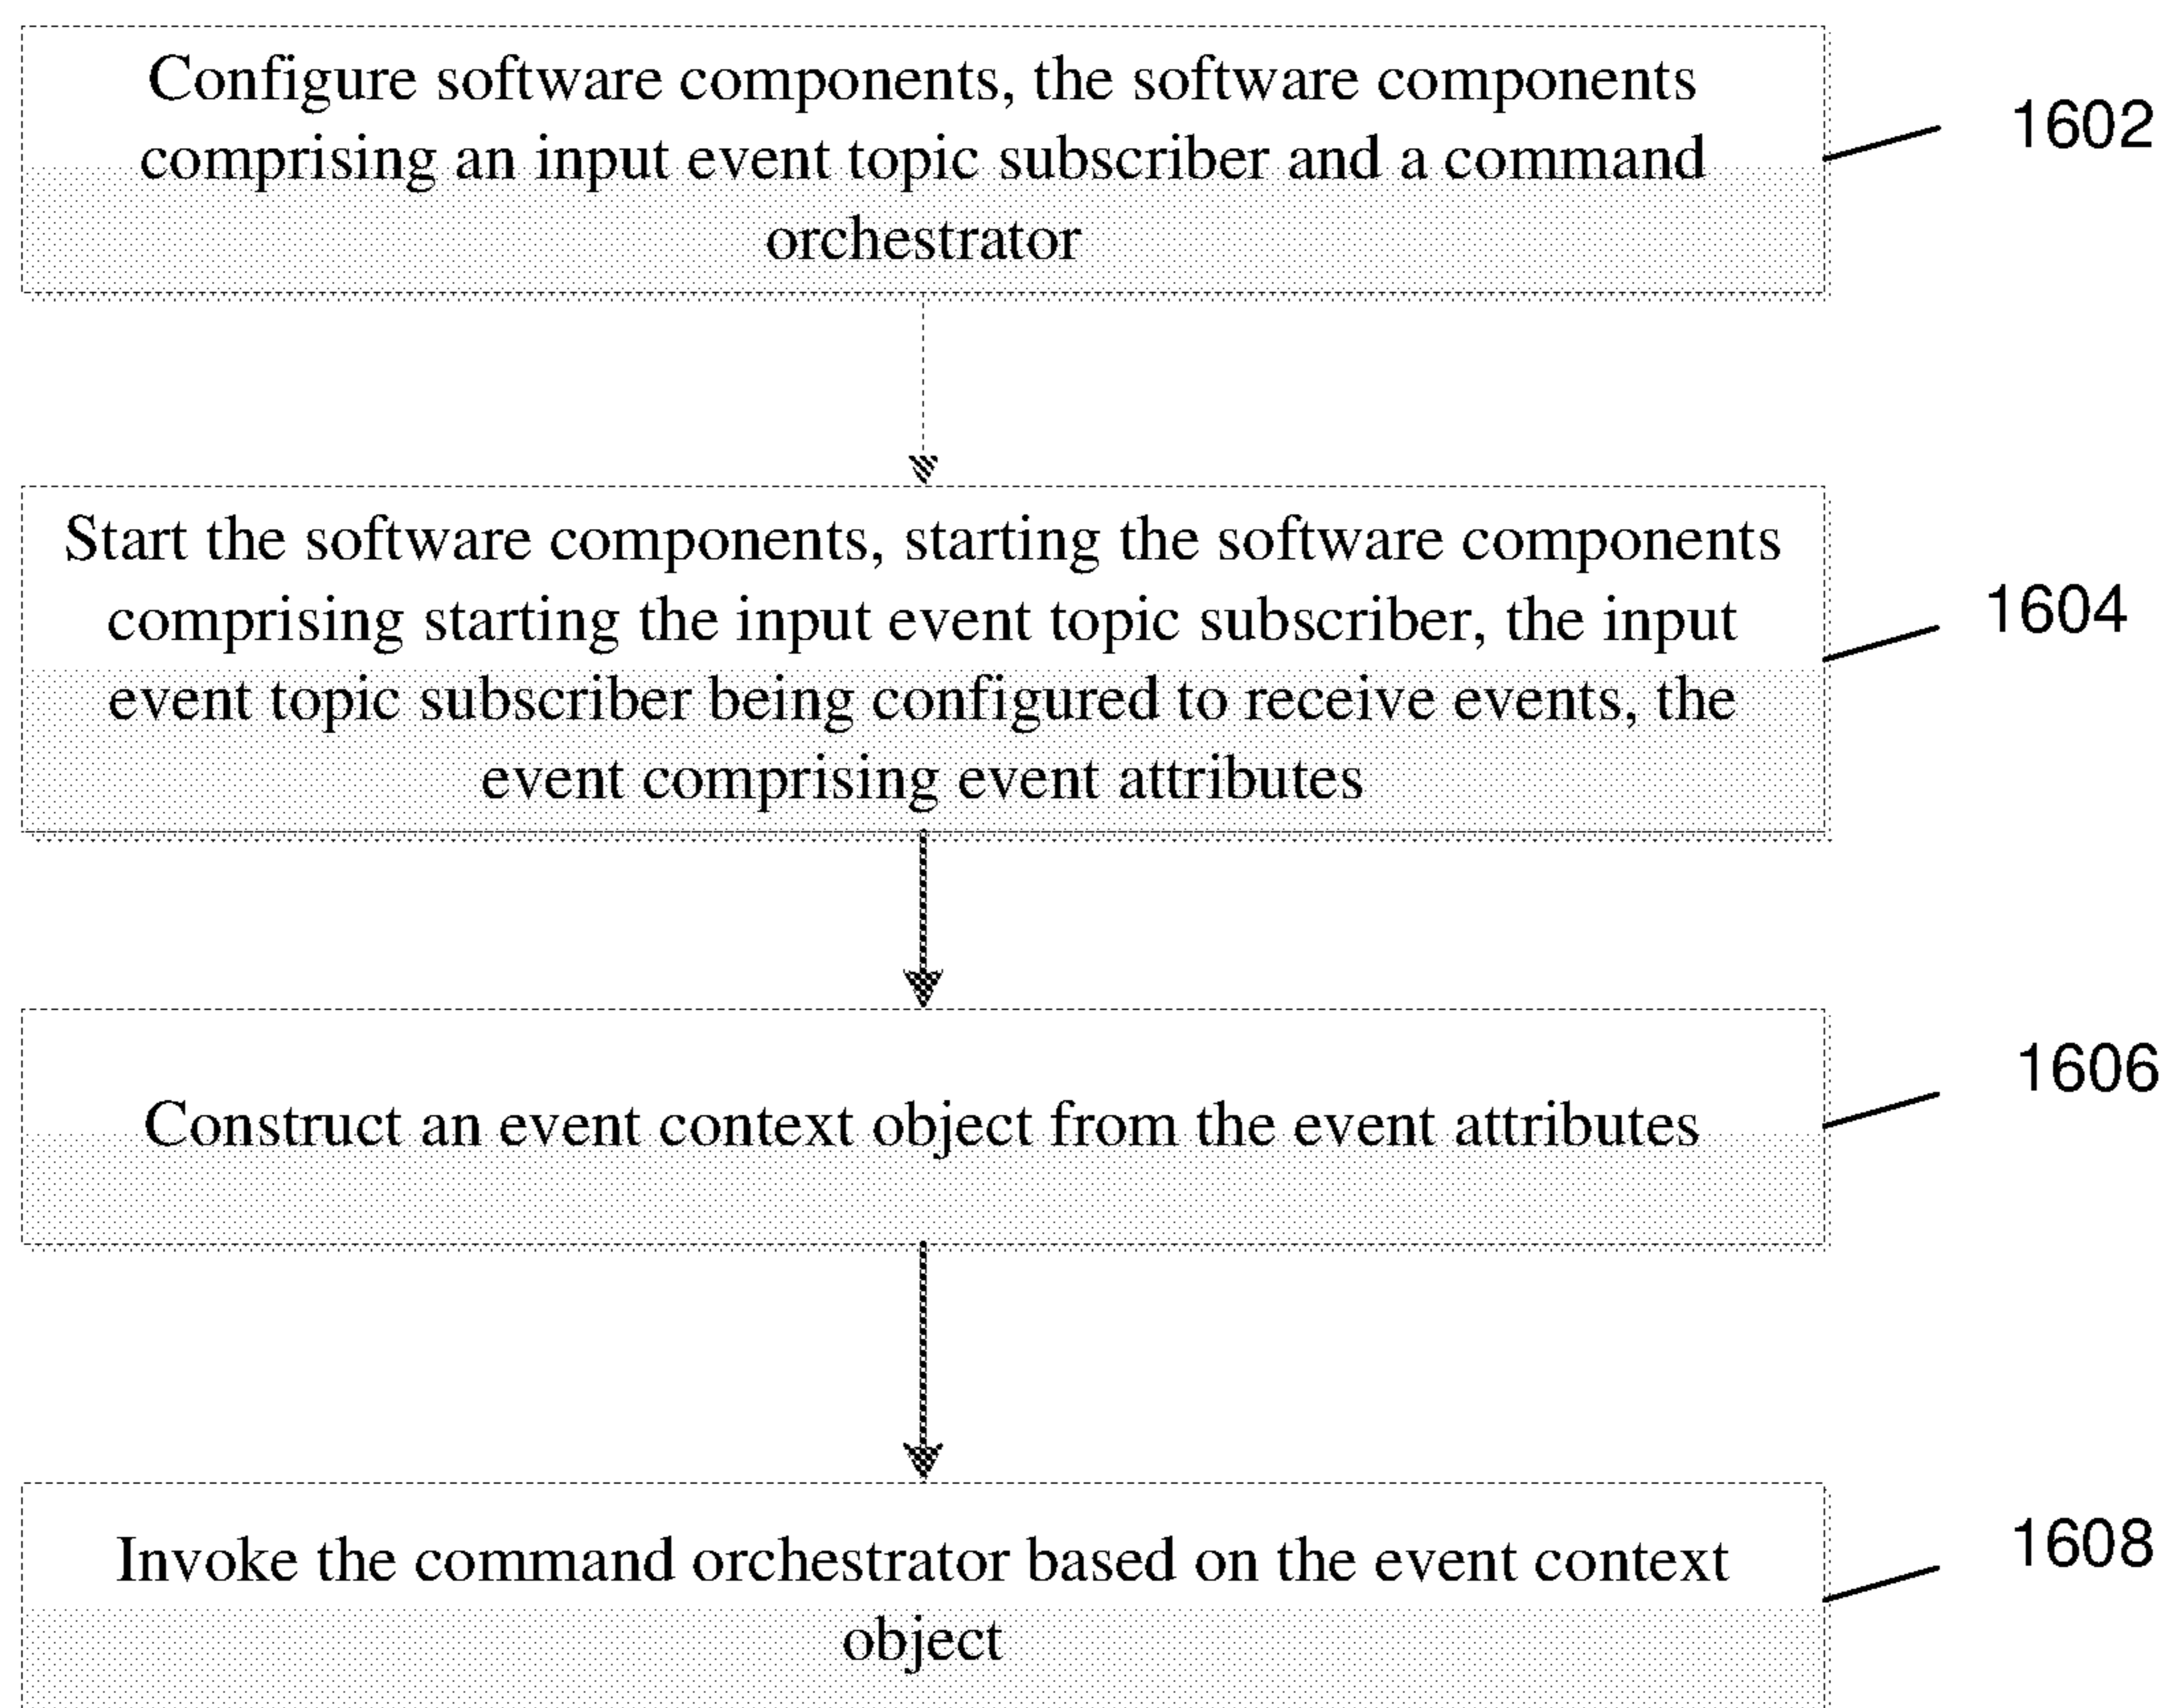 Configure software components, the software components
comprising an input event topic subscriber and a command
orchestrator
1602
Start the software components, starting the software components
comprising starting the input event topic subscriber, the input
event topic subscriber being configured to receive events, the
event comprising event attributes
1604
Construct an event context object from the event attributes
1606
Invoke the command orchestrator based on the event context
object
1608